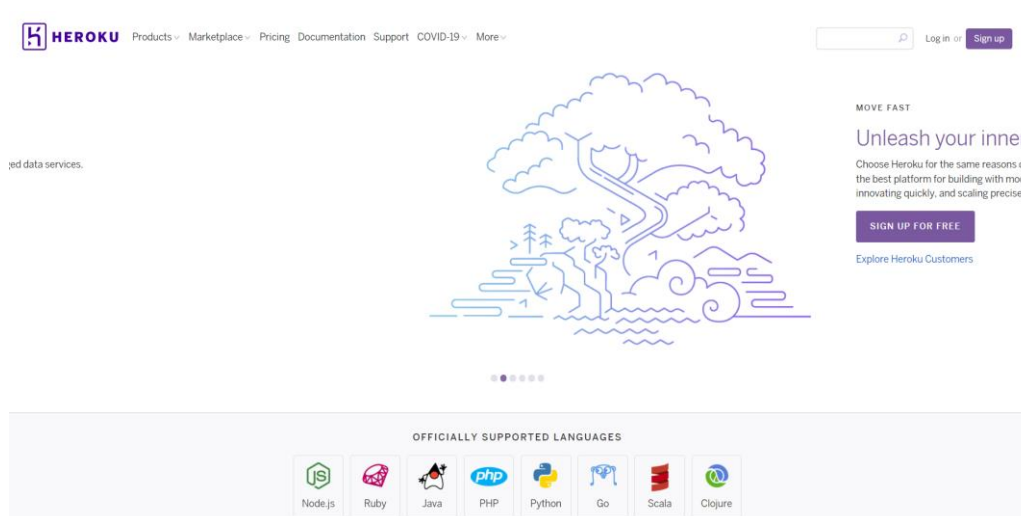 HEROKU Products Marketplace Pricing Documentation Support COVID-19 More Log in or Sign up
ged data services.
MOVE FAST
Unleash your inne
Choose Heroku for the same reasons
the best platform for building with mo
innovating quickly, and scaling precise
SIGN UP FOR FREE
Explore Heroku Customers
OFFICIALLY SUPPORTED LANGUAGES
JS php
Node.js Ruby Java PHP Python Go Scala Clojure